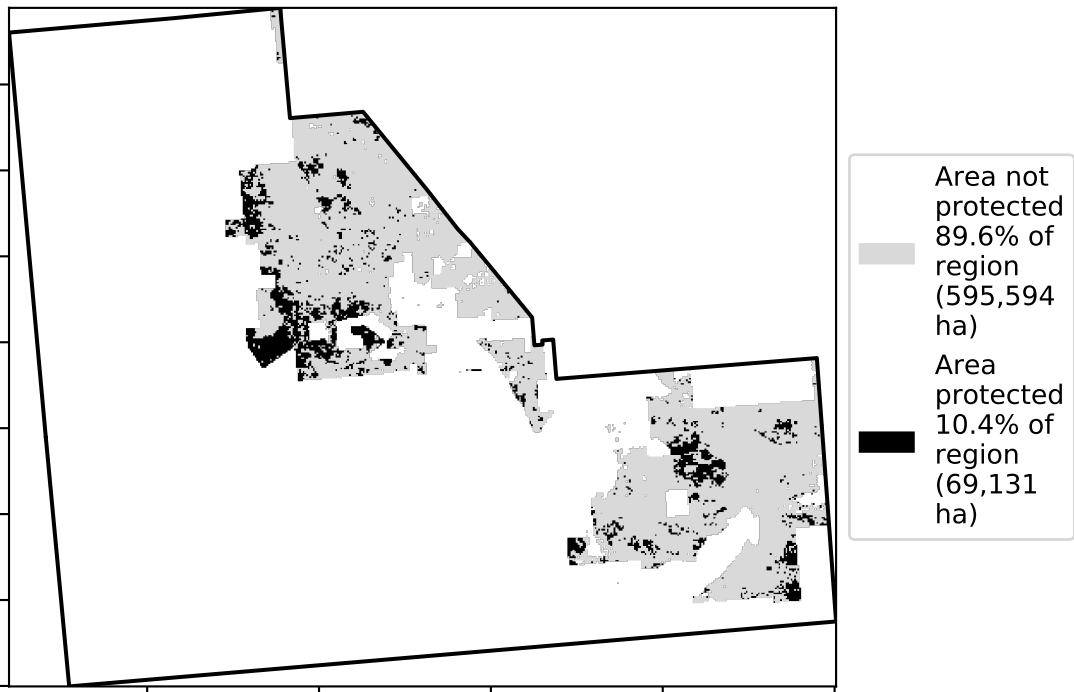 Area not
protected
89.6% of
region
(595,594
ha)
Area
protected
10.4% of
region
(69,131
ha)